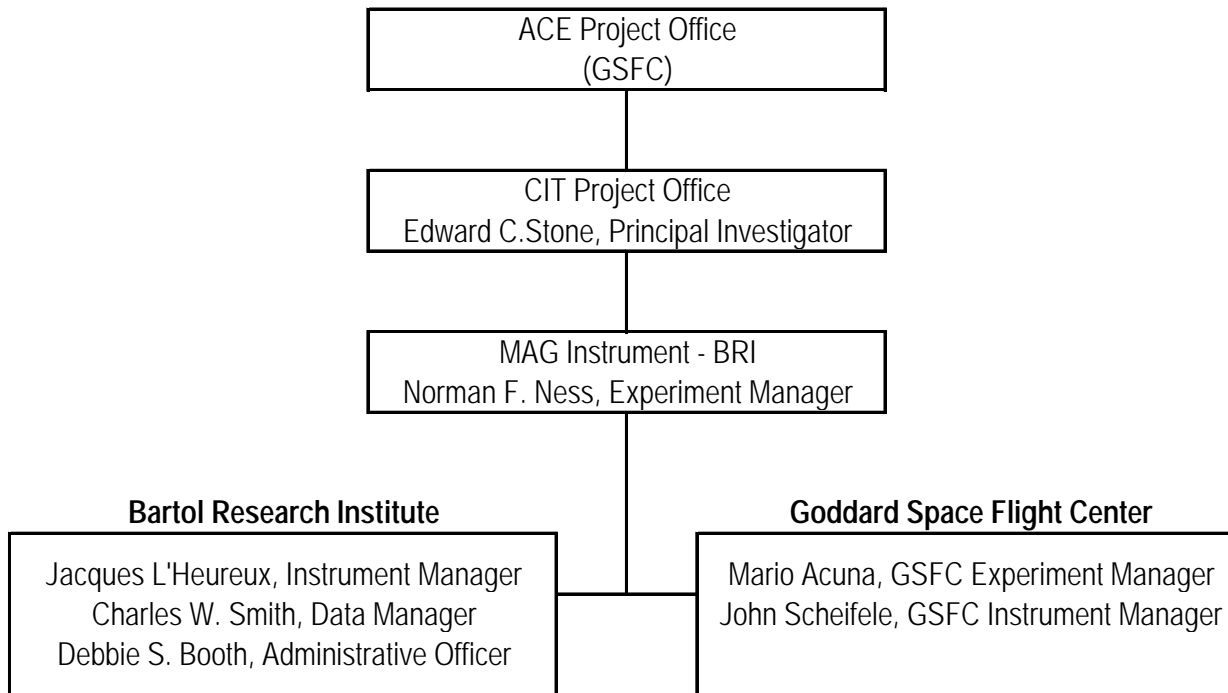 ACE Project Office
(GSFC)
CIT Project Office
Edward C.Stone, Principal Investigator
MAG Instrument - BRI
Norman F. Ness, Experiment Manager
Bartol Research Institute
Jacques L'Heureux, Instrument Manager
Charles W. Smith, Data Manager
Debbie S. Booth, Administrative Officer
Goddard Space Flight Center
Mario Acuna, GSFC Experiment Manager
John Scheifele, GSFC Instrument Manager